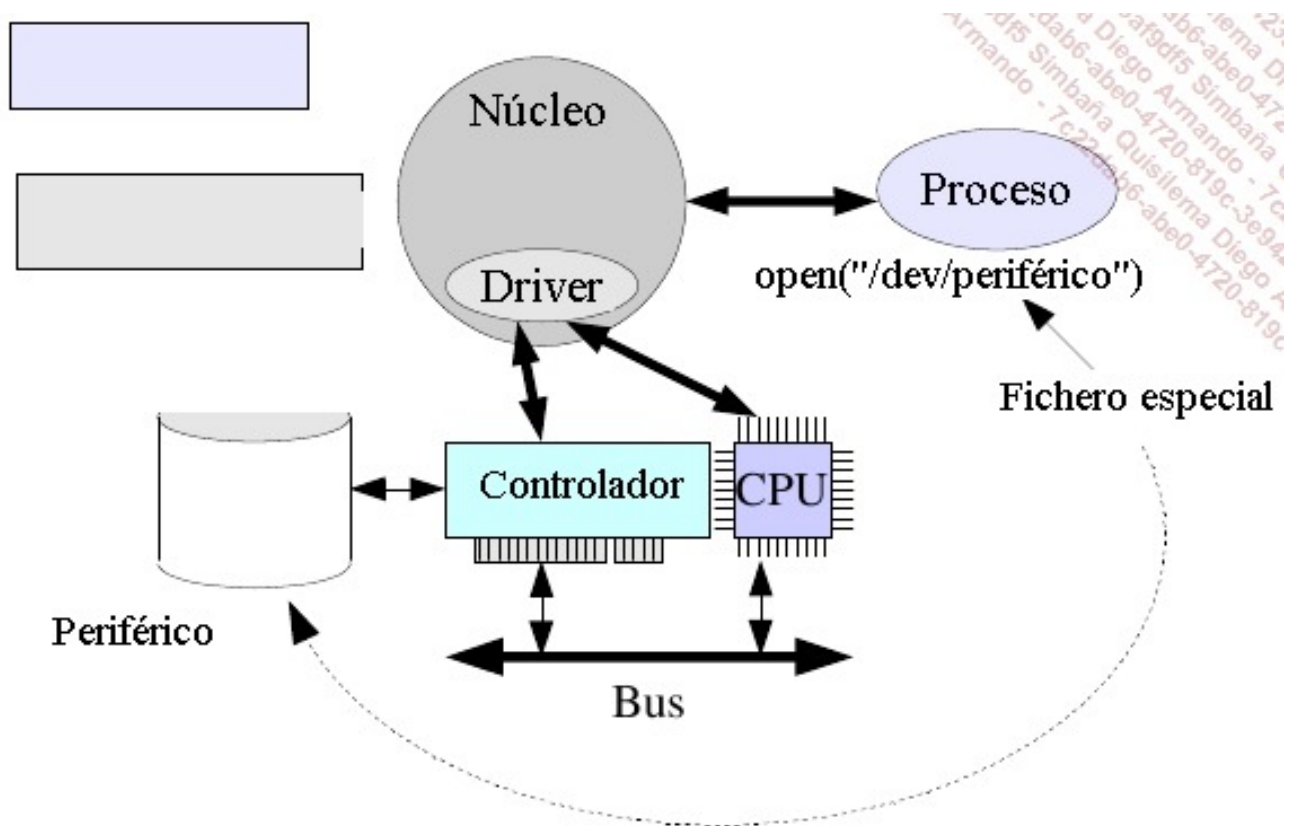 Núcleo
Proceso
Driver
open("/dev/periférico")
Fichero especial
Controlador
CPU
Periférico
Bus